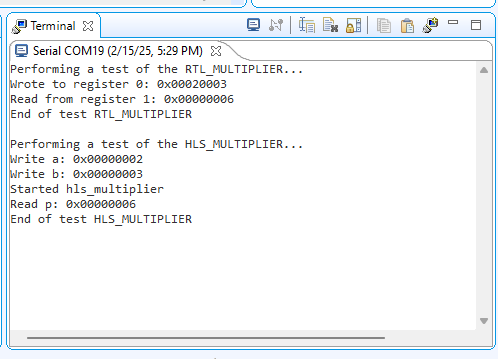 Terminal
Serial COM19 (2/15/25, 5:29 PM)
Performing a test of the RTL_MULTIPLIER...
Wrote to register 0: 0x00020003
Read from register 1: 0x00000006
End of test RTL_MULTIPLIER

Performing a test of the HLS_MULTIPLIER...
Write a: 0x00000002
Write b: 0x00000003
Started hls_multiplier
Read p: 0x00000006
End of test HLS_MULTIPLIER